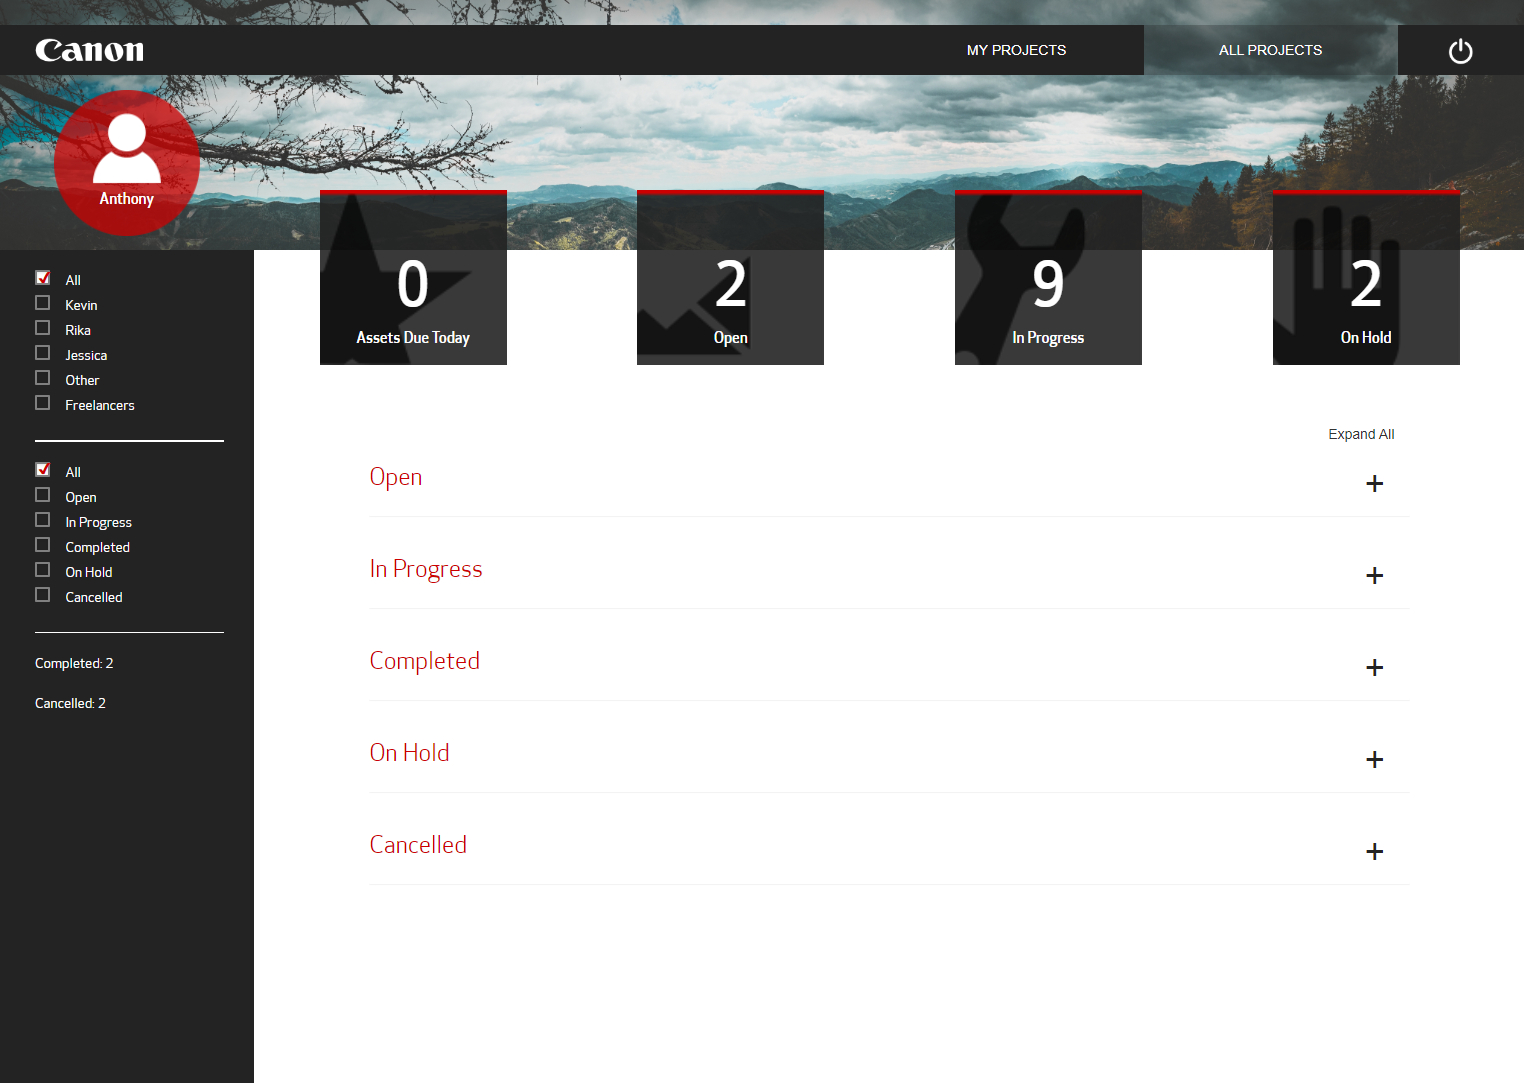 Canon
MY PROJECTS
ALL PROJECTS
Anthony
All
Kevin
Rika
Jessica
Other
Freelancers
All
Open
In Progress
Completed
On Hold
Cancelled
Completed: 2
Cancelled: 2
0
Assets Due Today
2
Open
9
In Progress
2
On Hold
Expand All
Open
In Progress
Completed
On Hold
Cancelled